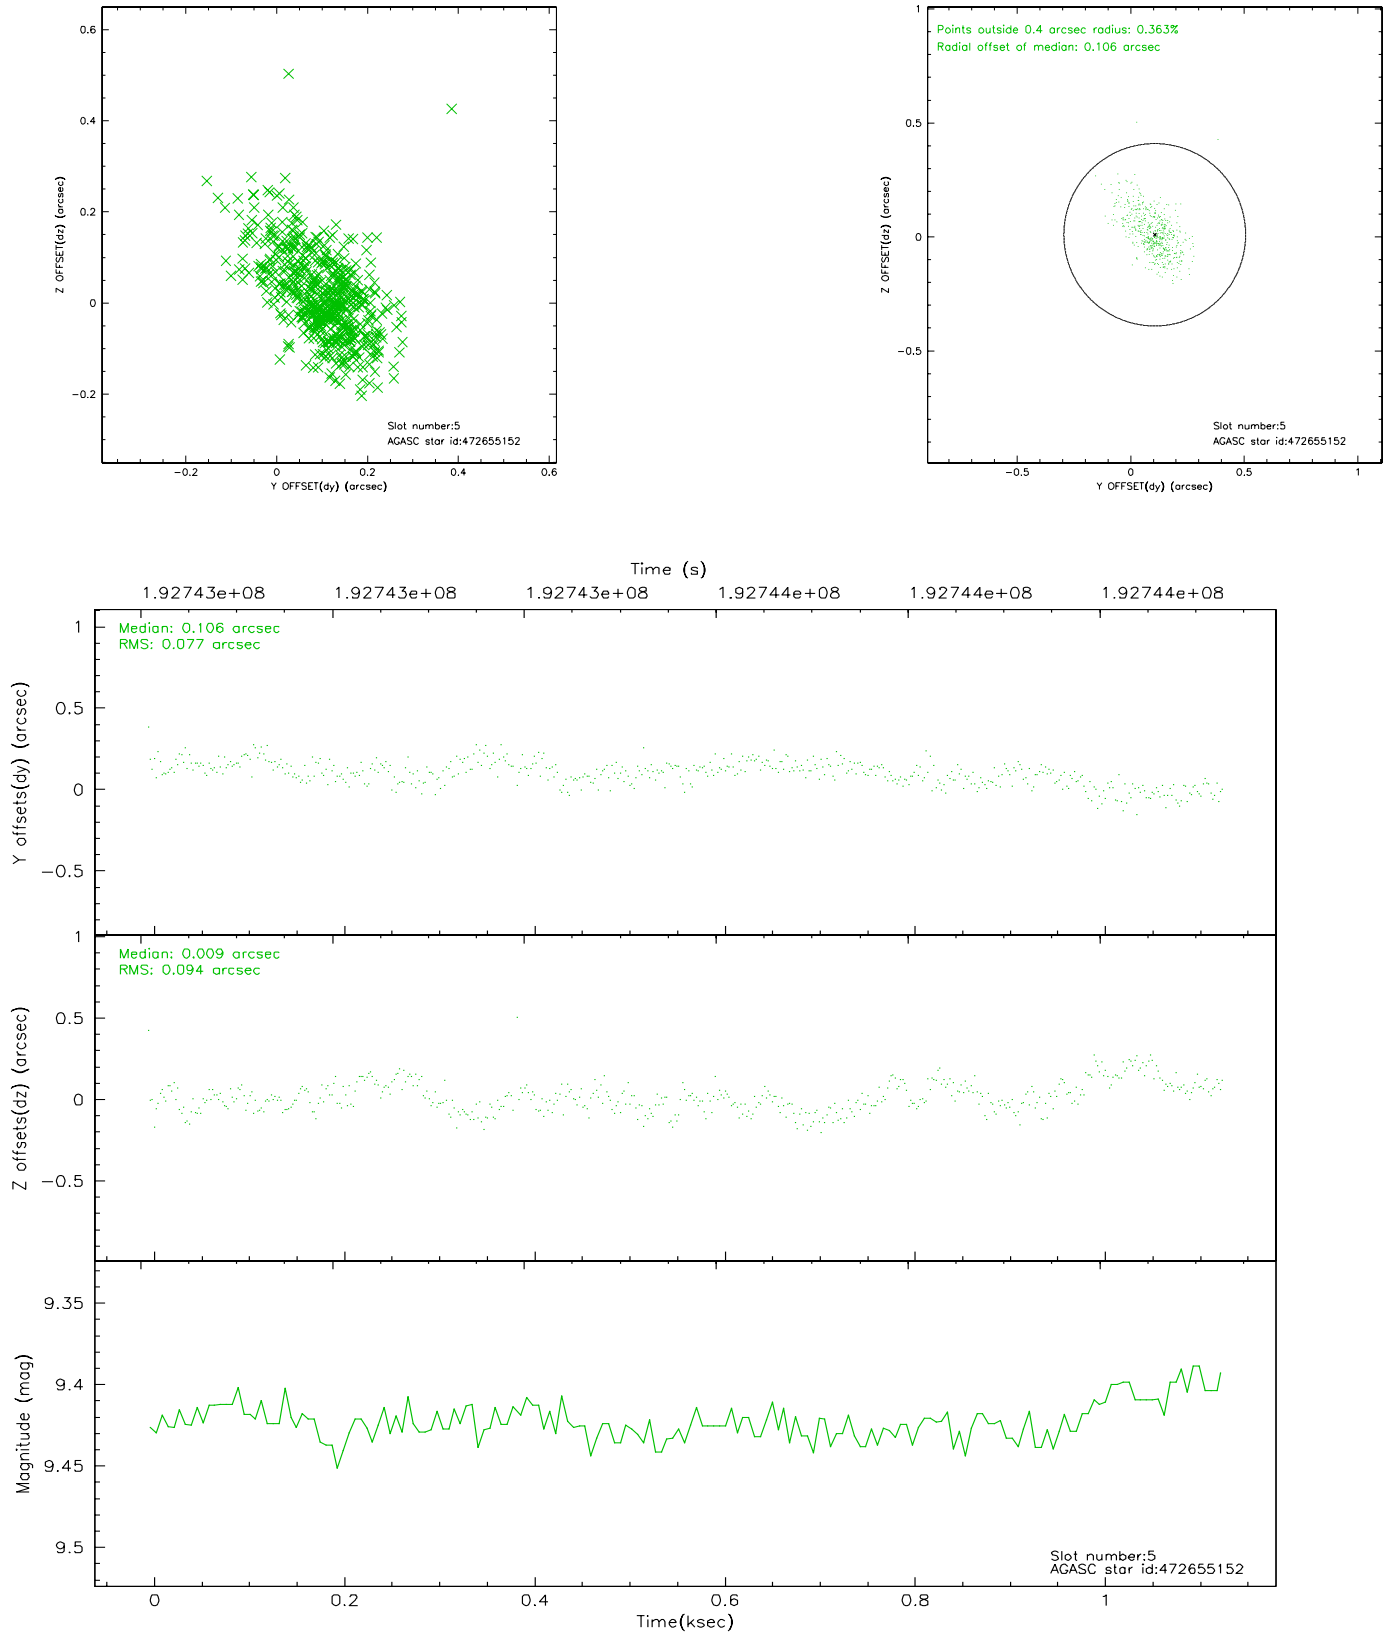 0.6
0.4
0.2
0
−0.2
Z OFFSET(dz) (arcsec)
Slot number:5
AGASC star id:472655152
−0.2 0 0.2 0.4 0.6
Y OFFSET(dy) (arcsec)
1
0.5
0
−0.5
Z OFFSET(dz) (arcsec)
Points outside 0.4 arcsec radius: 0.363%
Radial offset of median: 0.106 arcsec
Slot number:5
AGASC star id:472655152
−0.5 0 0.5 1
Y OFFSET(dy) (arcsec)
Time (s)
1.92743e+08 1.92743e+08 1.92743e+08 1.92744e+08 1.92744e+08 1.92744e+08
Median: 0.106 arcsec
RMS: 0.077 arcsec
1
0.5
0
−0.5
Y offsets(dy) (arcsec)
Median: 0.009 arcsec
RMS: 0.094 arcsec
1
0.5
0
−0.5
Z offsets(dz) (arcsec)
9.35
9.4
9.45
9.5
Magnitude (mag)
Slot number:5
AGASC star id:472655152
0 0.2 0.4 0.6 0.8 1
Time(ksec)